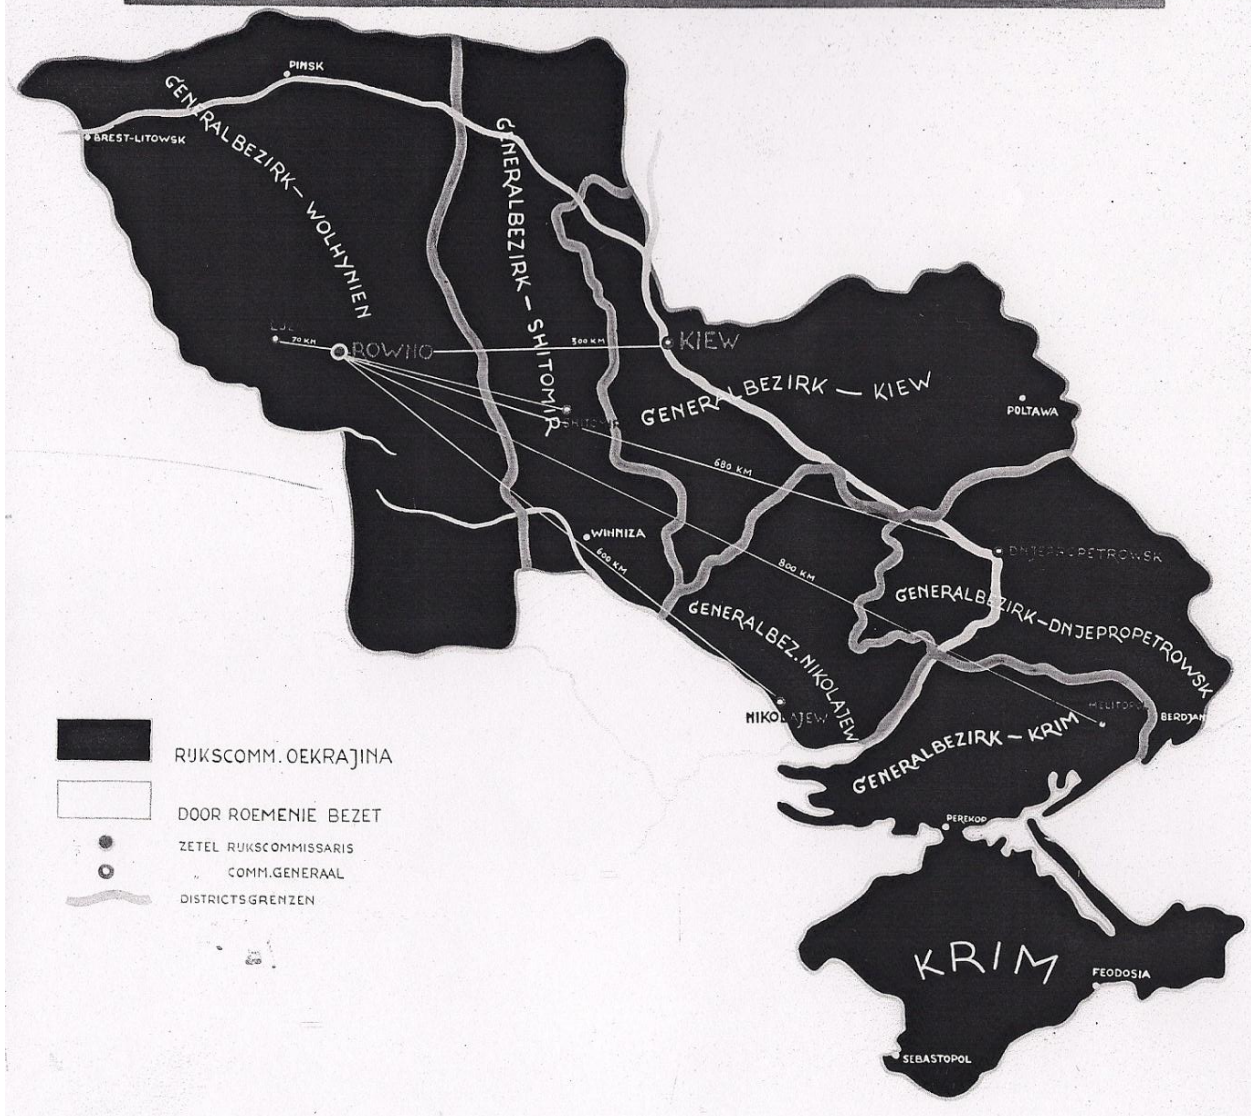 PINSK
BREST-LITOWSK
GENERALBEZIRK-WOLHYNIEN
GENERALBEZIRK-SHITOMIR
70 KM
ROWNO
300 KM
KIEW
GENERALBEZIRK - KIEW
POLTAWA
680 KM
WINNIZA
600 KM
800 KM
DNJEPROPETROWSK
GENERALBEZIRK-DNJEPROPETROWSK
GENERALBEZ.NIKOLAJEW
NIKOLAJEW
MELITOP
BERDJAN
GENERALBEZIRK-KRIM
PEREKOP
KRIM
FEODOSIA
SEBASTOPOL
RIJKSCOMM. OEKRAJINA
DOOR ROEMENIE BEZET
ZETEL RIJKSCOMMISSARIS
„ COMM.GENERAAL
DISTRICTSGRENZEN